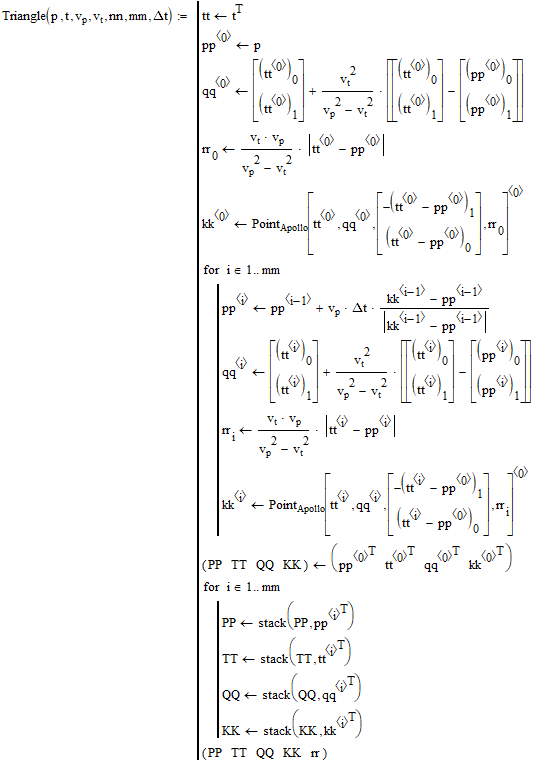 Triangle(p, t, v_p, v_t, nn, mm, Δt) := tt ← t^T
pp^⟨0⟩ ← p
qq^⟨0⟩ ← [(tt^⟨0⟩)_0 (tt^⟨0⟩)_1] + v_t^2 / (v_p^2 − v_t^2) · [[(tt^⟨0⟩)_0 (tt^⟨0⟩)_1] − [(pp^⟨0⟩)_0 (pp^⟨0⟩)_1]]
rr_0 ← v_t · v_p / (v_p^2 − v_t^2) · |tt^⟨0⟩ − pp^⟨0⟩|
kk^⟨0⟩ ← Point_Apollo[tt^⟨0⟩, qq^⟨0⟩, [−(tt^⟨0⟩ − pp^⟨0⟩)_1 (tt^⟨0⟩ − pp^⟨0⟩)_0], rr_0]^⟨0⟩
for i ∈ 1..mm
pp^⟨i⟩ ← pp^⟨i−1⟩ + v_p · Δt · (kk^⟨i−1⟩ − pp^⟨i−1⟩) / |kk^⟨i−1⟩ − pp^⟨i−1⟩|
qq^⟨i⟩ ← [(tt^⟨i⟩)_0 (tt^⟨i⟩)_1] + v_t^2 / (v_p^2 − v_t^2) · [[(tt^⟨i⟩)_0 (tt^⟨i⟩)_1] − [(pp^⟨i⟩)_0 (pp^⟨i⟩)_1]]
rr_i ← v_t · v_p / (v_p^2 − v_t^2) · |tt^⟨i⟩ − pp^⟨i⟩|
kk^⟨i⟩ ← Point_Apollo[tt^⟨i⟩, qq^⟨i⟩, [−(tt^⟨i⟩ − pp^⟨0⟩)_1 (tt^⟨i⟩ − pp^⟨0⟩)_0], rr_i]^⟨0⟩
(PP TT QQ KK) ← (pp^⟨0⟩T tt^⟨0⟩T qq^⟨0⟩T kk^⟨0⟩T)
for i ∈ 1..mm
PP ← stack(PP, pp^⟨i⟩T)
TT ← stack(TT, tt^⟨i⟩T)
QQ ← stack(QQ, qq^⟨i⟩T)
KK ← stack(KK, kk^⟨i⟩T)
(PP TT QQ KK rr)